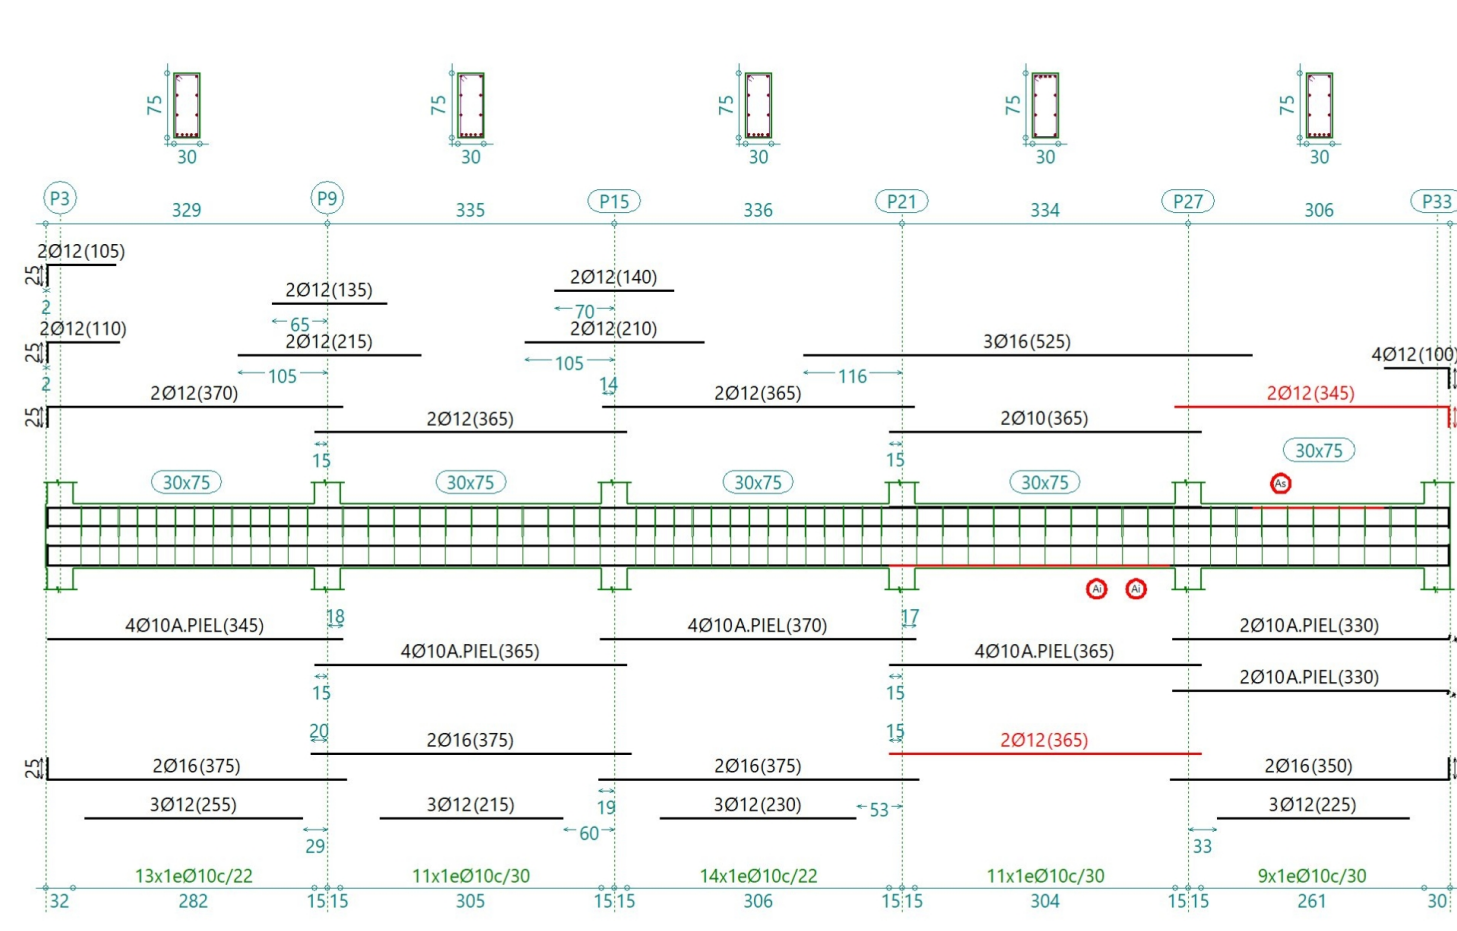 75 75 75 75 75
30 30 30 30 30
P3 P9 P15 P21 P27 P33
329 335 336 334 306
2Ø12(105)
25
2Ø12(140)
2Ø12(135)
2 70
65
2Ø12(110) 2Ø12(210)
2Ø12(215) 3Ø16(525)
25 4Ø12(100)
105
105 116
2 14
2Ø12(370) 2Ø12(365) 2Ø12(345)
25 2Ø12(365) 2Ø10(365)
30x75
15 15
30x75 30x75 30x75 30x75
As
Ai Ai
18 17
4Ø10A.PIEL(345) 4Ø10A.PIEL(370) 2Ø10A.PIEL(330)
4Ø10A.PIEL(365) 4Ø10A.PIEL(365)
2Ø10A.PIEL(330)
15 15
20 15
2Ø16(375) 2Ø12(365)
25 2Ø16(375) 2Ø16(375) 2Ø16(350)
3Ø12(255) 3Ø12(215) 19 3Ø12(230) 53 3Ø12(225)
60
29 33
13x1eØ10c/22 11x1eØ10c/30 14x1eØ10c/22 11x1eØ10c/30 9x1eØ10c/30
32 282 15 15 305 15 15 306 15 15 304 15 15 261 30